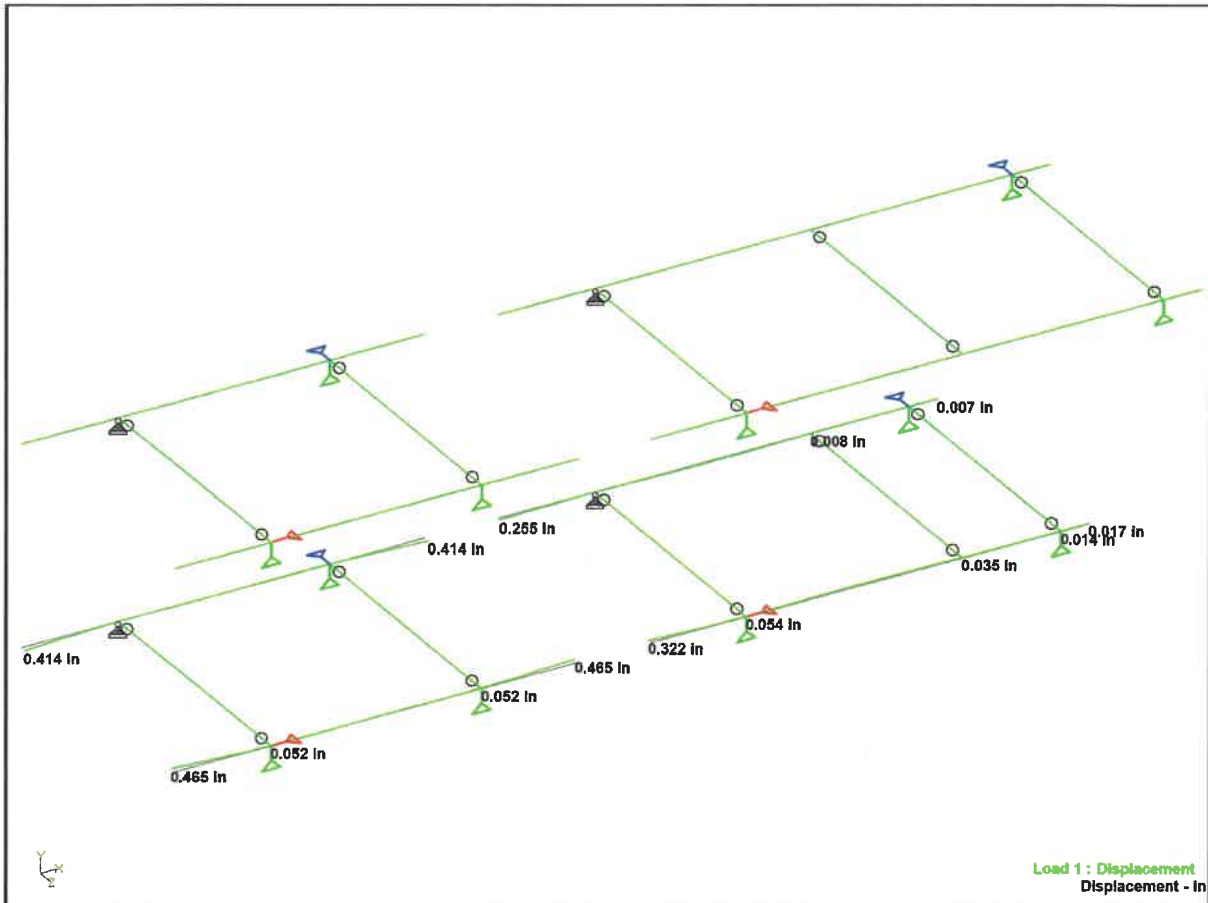 0.007 in
0.008 in
0.255 in
0.414 in
0.017 in
0.014 in
0.035 in
0.054 in
0.322 in
0.414 in
0.465 in
0.052 in
0.052 in
0.465 in
Y
X
Z
Load 1 : Displacement
Displacement - in